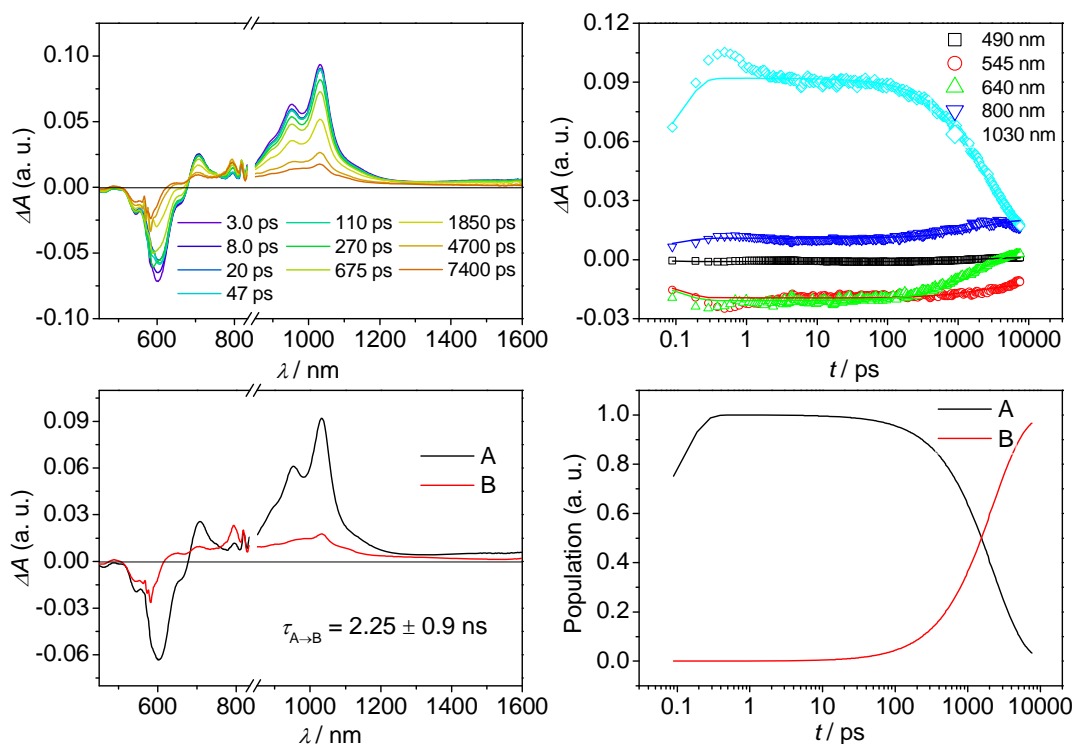 ΔA (a. u.)
0.10
0.05
0.00
-0.05
-0.10
3.0 ps
8.0 ps
20 ps
47 ps
110 ps
270 ps
675 ps
1850 ps
4700 ps
7400 ps
600 800 1000 1200 1400 1600
λ / nm
ΔA (a. u.)
0.12
0.09
0.06
0.03
0.00
-0.03
490 nm
545 nm
640 nm
800 nm
1030 nm
0.1 1 10 100 1000 10000
t / ps
ΔA (a. u.)
0.09
0.06
0.03
0.00
-0.03
-0.06
A
B
τA→B = 2.25 ± 0.9 ns
600 800 1000 1200 1400 1600
λ / nm
Population (a. u.)
1.0
0.8
0.6
0.4
0.2
0.0
A
B
0.1 1 10 100 1000 10000
t / ps